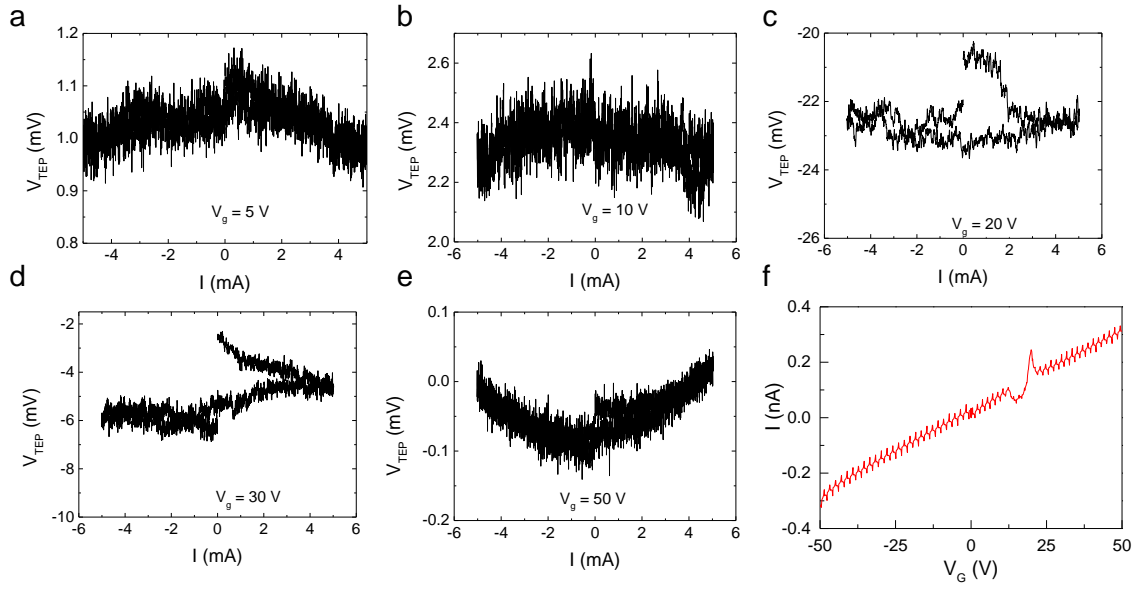 a
1.2
1.1
1.0
0.9
0.8
V_TEP (mV)
-4 -2 0 2 4
I (mA)
V_g = 5 V
b
2.6
2.4
2.2
2.0
V_TEP (mV)
-6 -4 -2 0 2 4 6
I (mA)
V_g = 10 V
c
-20
-22
-24
-26
V_TEP (mV)
-6 -4 -2 0 2 4 6
I (mA)
V_g = 20 V
d
-2
-4
-6
-8
-10
V_TEP (mV)
-6 -4 -2 0 2 4 6
I (mA)
V_g = 30 V
e
0.1
0.0
-0.1
-0.2
V_TEP (mV)
-6 -4 -2 0 2 4 6
I (mA)
V_g = 50 V
f
0.4
0.2
0.0
-0.2
-0.4
I (nA)
-50 -25 0 25 50
V_G (V)